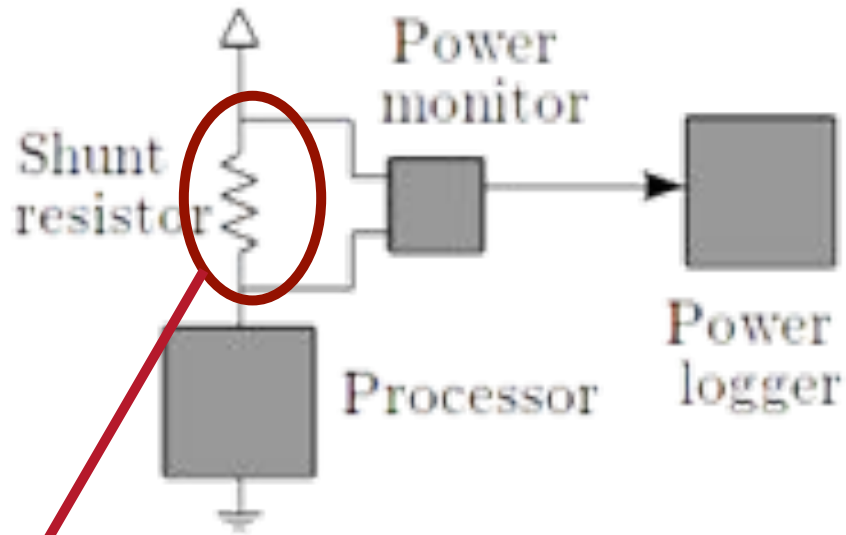 Power
monitor
Shunt
resistor
Power
logger
Processor